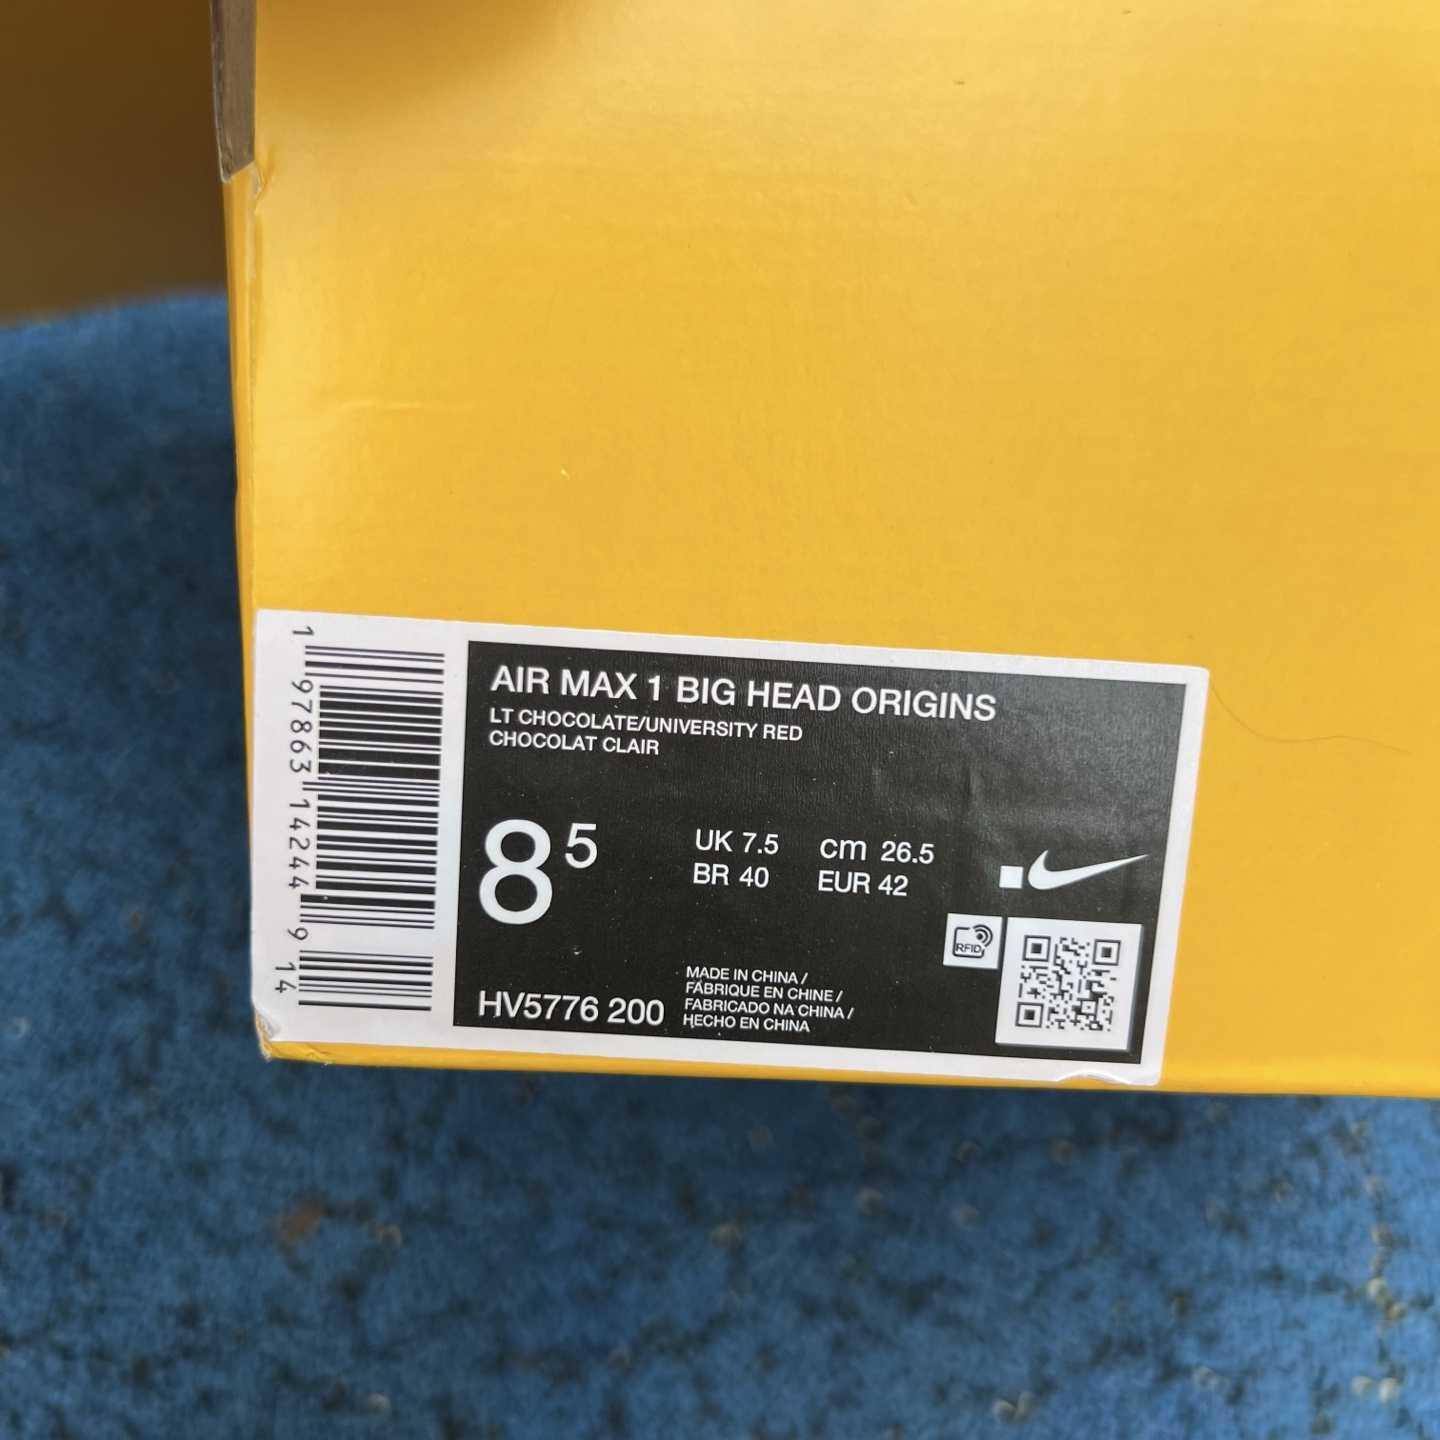 1 97863 14244 9 14
AIR MAX 1 BIG HEAD ORIGINS
LT CHOCOLATE/UNIVERSITY RED
CHOCOLAT CLAIR
8 5
UK 7.5 cm 26.5
BR 40 EUR 42
RFID
HV5776 200
MADE IN CHINA /
FABRIQUE EN CHINE /
FABRICADO NA CHINA /
HECHO EN CHINA